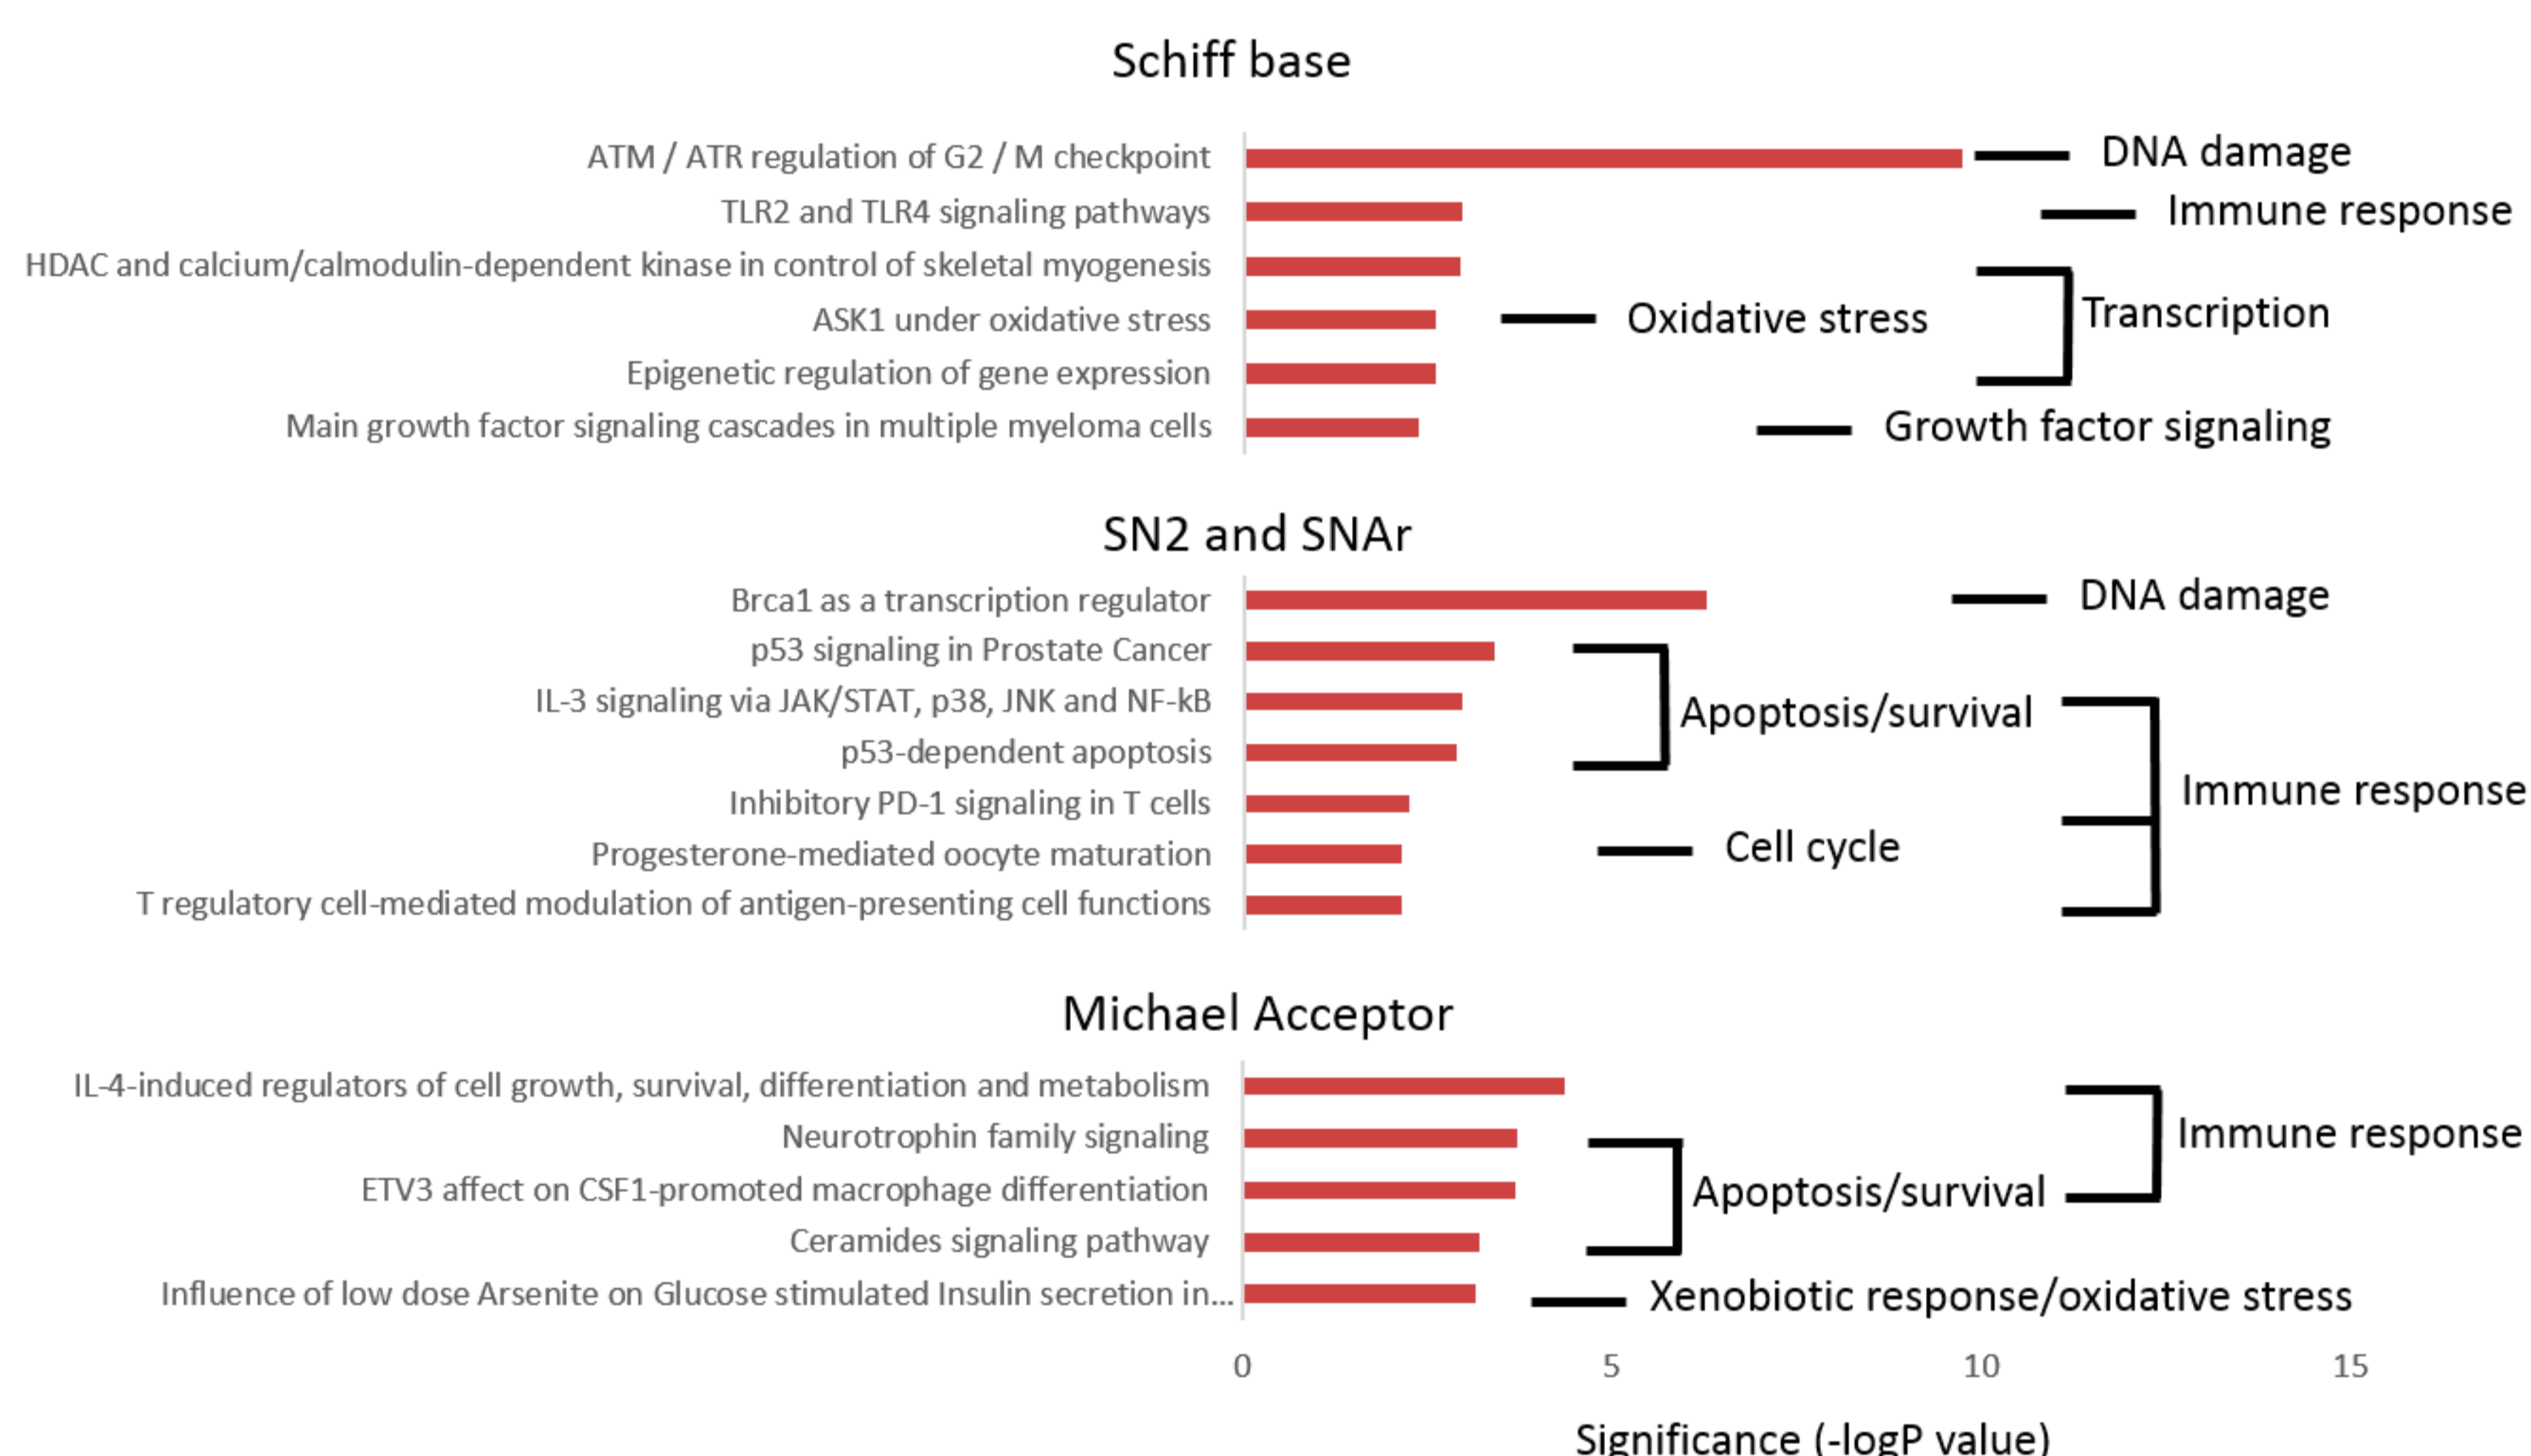 Schiff base
ATM / ATR regulation of G2 / M checkpoint
DNA damage
TLR2 and TLR4 signaling pathways
Immune response
HDAC and calcium/calmodulin-dependent kinase in control of skeletal myogenesis
Transcription
ASK1 under oxidative stress
Oxidative stress
Epigenetic regulation of gene expression
Main growth factor signaling cascades in multiple myeloma cells
Growth factor signaling
SN2 and SNAr
Brca1 as a transcription regulator
DNA damage
p53 signaling in Prostate Cancer
IL-3 signaling via JAK/STAT, p38, JNK and NF-kB
Apoptosis/survival
p53-dependent apoptosis
Immune response
Inhibitory PD-1 signaling in T cells
Progesterone-mediated oocyte maturation
Cell cycle
T regulatory cell-mediated modulation of antigen-presenting cell functions
Michael Acceptor
IL-4-induced regulators of cell growth, survival, differentiation and metabolism
Immune response
Neurotrophin family signaling
ETV3 affect on CSF1-promoted macrophage differentiation
Apoptosis/survival
Ceramides signaling pathway
Influence of low dose Arsenite on Glucose stimulated Insulin secretion in...
Xenobiotic response/oxidative stress
0 5 10 15
Significance (-logP value)